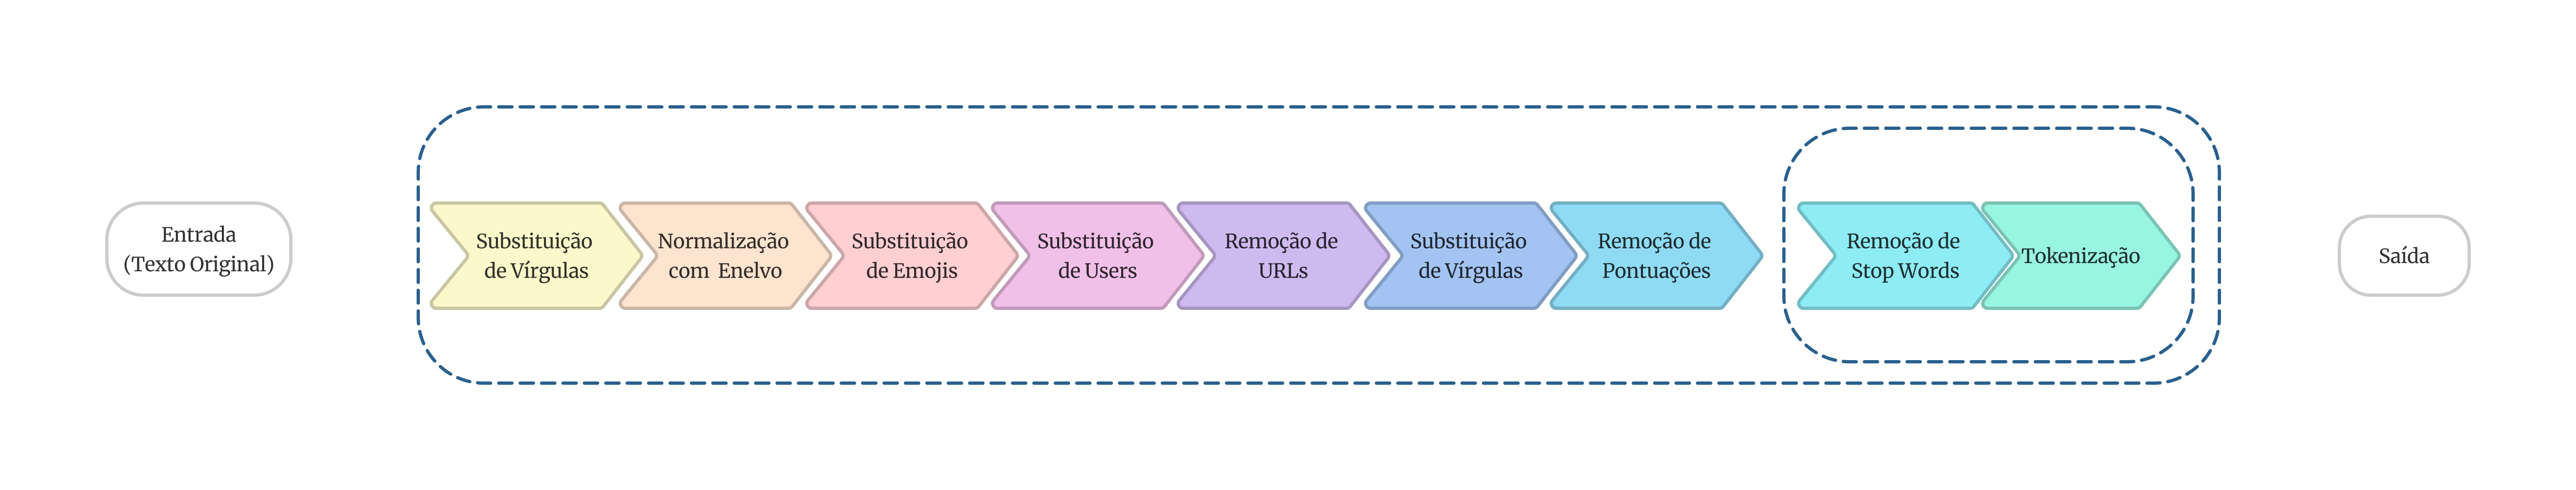 Entrada
(Texto Original)
Substituição
de Vírgulas
Normalização
com Enelvo
Substituição
de Emojis
Substituição
de Users
Remoção de
URLs
Substituição
de Vírgulas
Remoção de
Pontuações
Remoção de
Stop Words
Tokenização
Saída